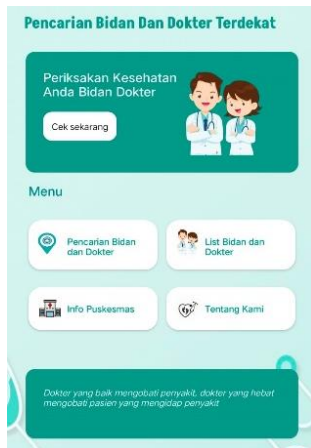 Pencarian Bidan Dan Dokter Terdekat
Periksakan Kesehatan
Anda Bidan Dokter
Cek sekarang
Menu
Pencarian Bidan
dan Dokter
List Bidan dan
Dokter
Info Puskesmas
Tentang Kami
Dokter yang baik mengobati penyakit, dokter yang hebat
mengobati pasien yang mengidap penyakit